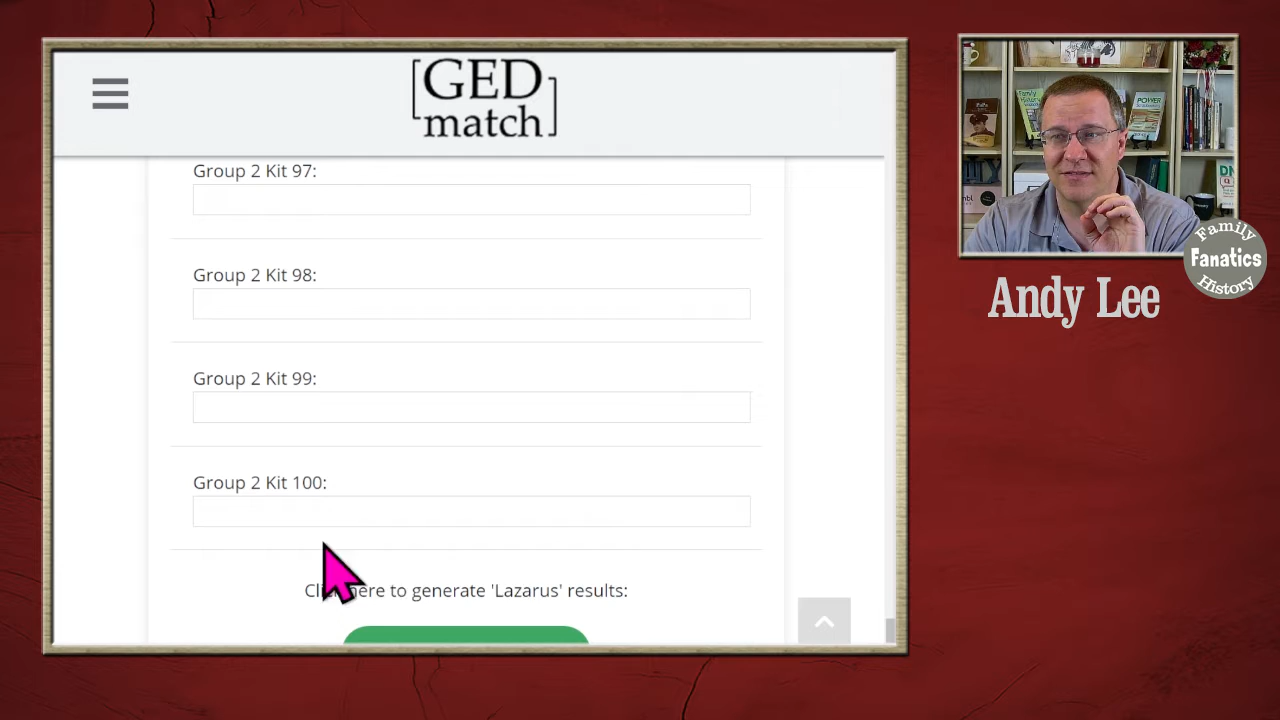 [GED
match]
Group 2 Kit 97:
Group 2 Kit 98:
Group 2 Kit 99:
Group 2 Kit 100:
here to generate 'Lazarus' results:
Family
Fanatics
History
Andy Lee
POWER